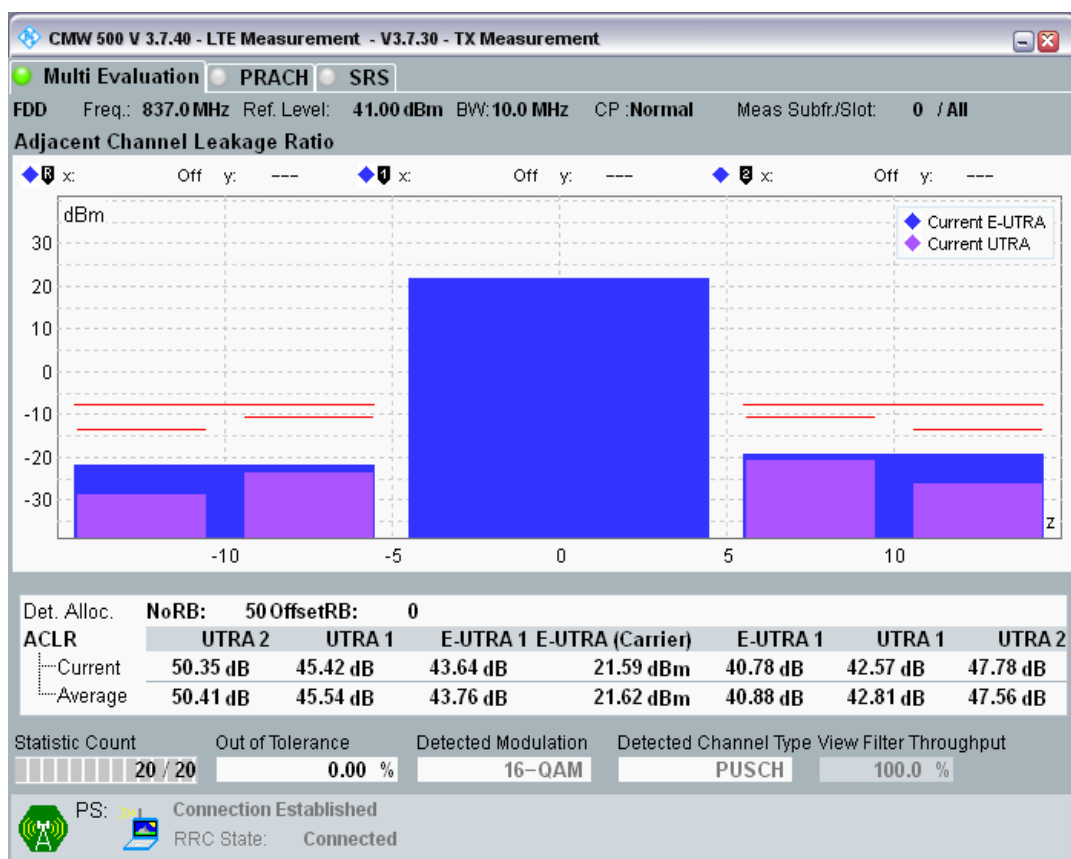 CMW 500 V 3.7.40 - LTE Measurement - V3.7.30 - TX Measurement
Multi Evaluation PRACH SRS
FDD Freq.: 837.0 MHz Ref. Level: 41.00 dBm BW: 10.0 MHz CP :Normal Meas Subfr./Slot: 0 / All
Adjacent Channel Leakage Ratio
R x: Off y: --- 1 x: Off y: --- 2 x: Off y: ---
dBm
Current E-UTRA
Current UTRA
30
20
10
0
-10
-20
-30
z
-10 -5 0 5 10
Det. Alloc. NoRB: 50 OffsetRB: 0
ACLR UTRA 2 UTRA 1 E-UTRA 1 E-UTRA (Carrier) E-UTRA 1 UTRA 1 UTRA 2
Current 50.35 dB 45.42 dB 43.64 dB 21.59 dBm 40.78 dB 42.57 dB 47.78 dB
Average 50.41 dB 45.54 dB 43.76 dB 21.62 dBm 40.88 dB 42.81 dB 47.56 dB
Statistic Count Out of Tolerance Detected Modulation Detected Channel Type View Filter Throughput
20 / 20 0.00 % 16-QAM PUSCH 100.0 %
PS: Connection Established
RRC State: Connected